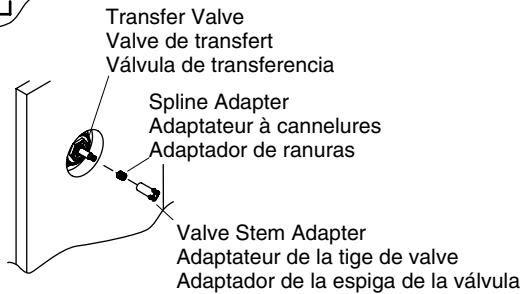 Transfer Valve
Valve de transfert
Válvula de transferencia
Spline Adapter
Adaptateur à cannelures
Adaptador de ranuras
Valve Stem Adapter
Adaptateur de la tige de valve
Adaptador de la espiga de la válvula